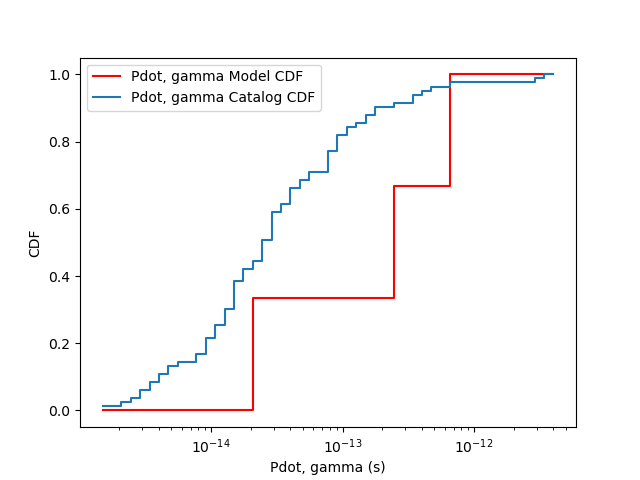 Pdot, gamma Model CDF
Pdot, gamma Catalog CDF
1.0
0.8
0.6
0.4
0.2
0.0
CDF
10⁻¹⁴
10⁻¹³
10⁻¹²
Pdot, gamma (s)